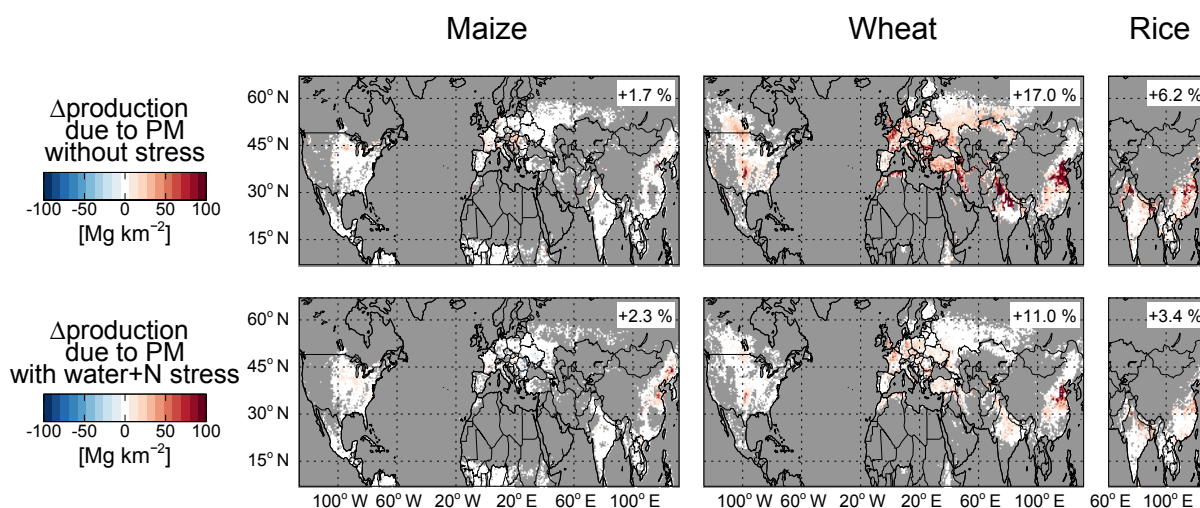 Maize Wheat Rice
Δproduction
due to PM
without stress
-100 -50 0 50 100
[Mg km⁻²]
60° N
45° N
30° N
15° N
+1.7 %
+17.0 %
+6.2 %
Δproduction
due to PM
with water+N stress
-100 -50 0 50 100
[Mg km⁻²]
60° N
45° N
30° N
15° N
+2.3 %
+11.0 %
+3.4 %
100° W 60° W 20° W 20° E 60° E 100° E
100° W 60° W 20° W 20° E 60° E 100° E
60° E 100° E